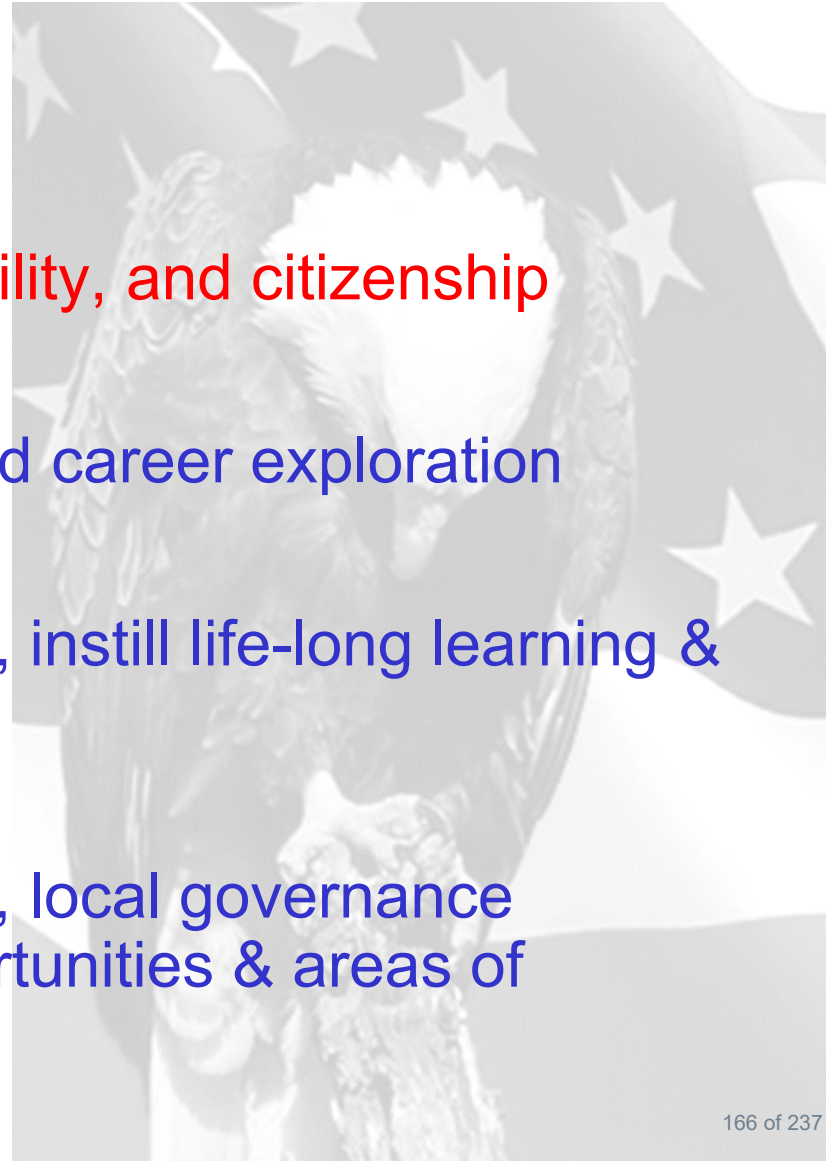 ility, and citizenship
d career exploration
, instill life-long learning &
, local governance
rtunities & areas of
166 of 237